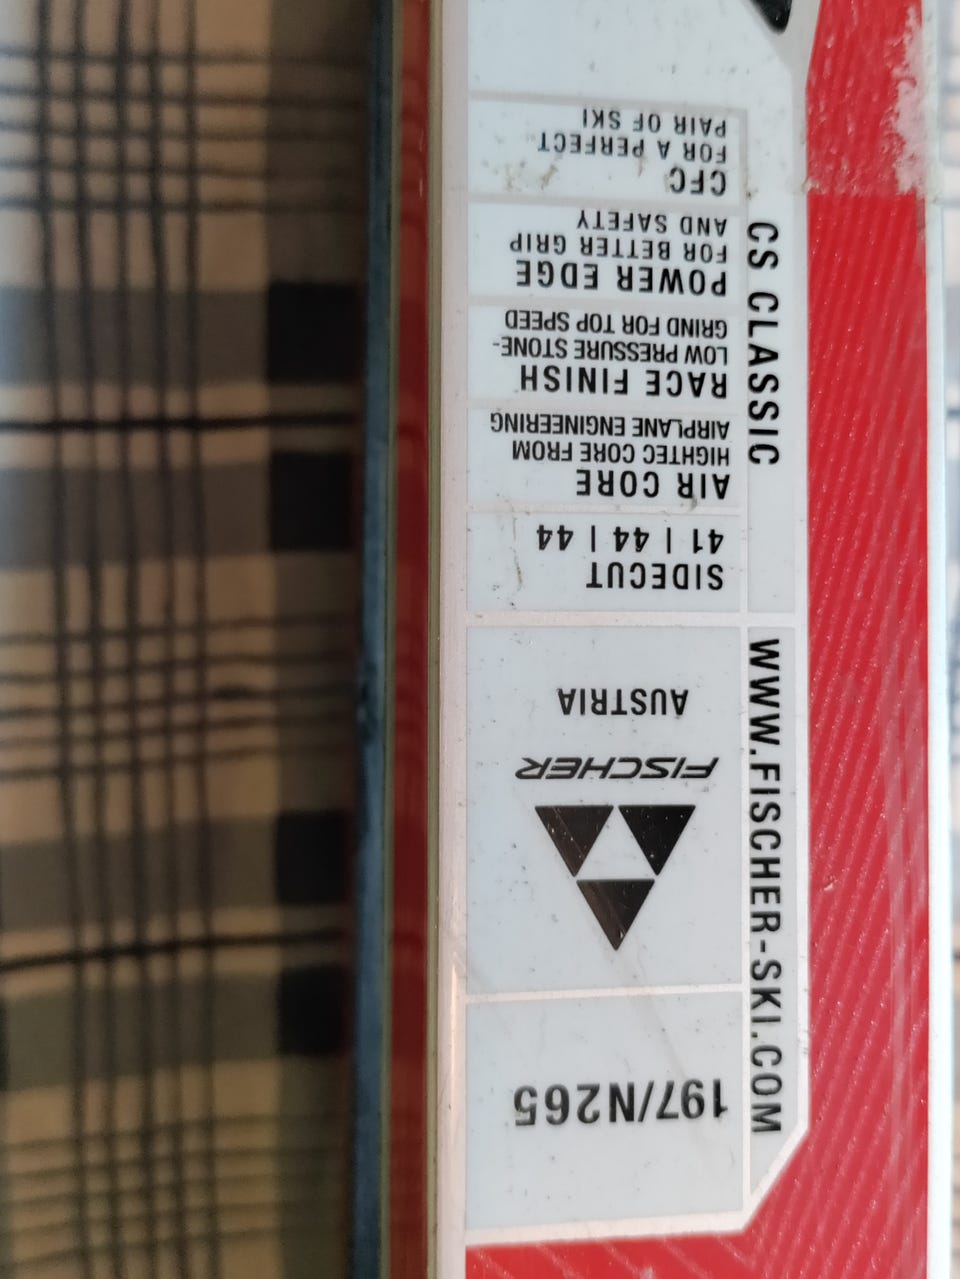 197/N265
FISCHER
AUSTRIA
SIDECUT
41 | 44 | 44
AIR CORE
HIGHTEC CORE FROM
AIRPLANE ENGINEERING
RACE FINISH
LOW PRESSURE STONE-
GRIND FOR TOP SPEED
POWER EDGE
FOR BETTER GRIP
AND SAFETY
CFC
FOR A PERFECT
PAIR OF SKI
CS CLASSIC
WWW.FISCHER-SKI.COM